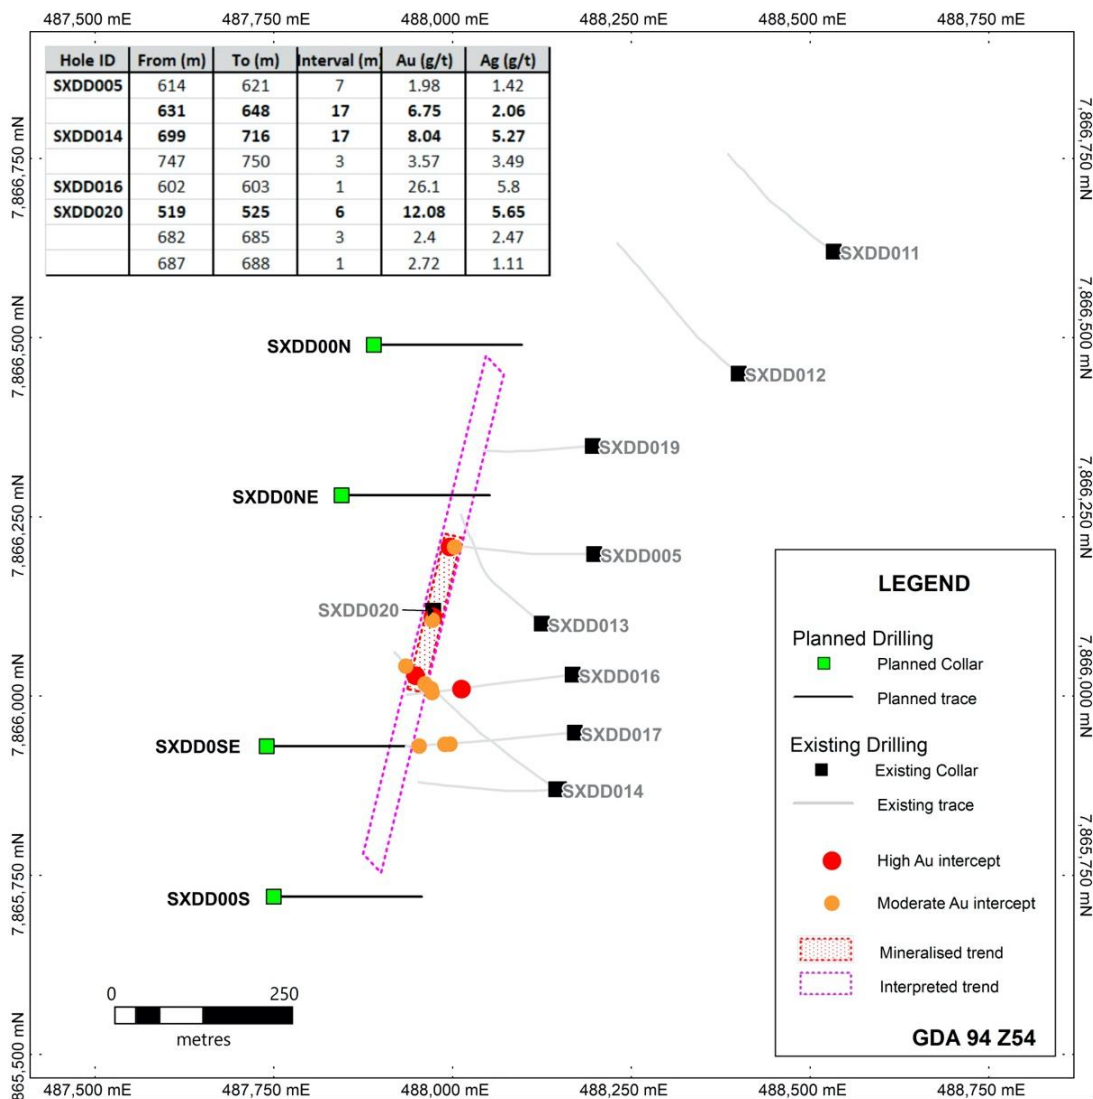 487,500 mE 487,750 mE 488,000 mE 488,250 mE 488,500 mE 488,750 mE
Hole ID From (m) To (m) Interval (m) Au (g/t) Ag (g/t)
SXDD005 614 621 7 1.98 1.42
631 648 17 6.75 2.06
SXDD014 699 716 17 8.04 5.27
747 750 3 3.57 3.49
SXDD016 602 603 1 26.1 5.8
SXDD020 519 525 6 12.08 5.65
682 685 3 2.4 2.47
687 688 1 2.72 1.11
7,866,750 mN
7,866,750 mN
SXDD011
7,866,500 mN
7,866,500 mN
SXDD00N
SXDD012
SXDD019
SXDD0NE
7,866,250 mN
7,866,250 mN
SXDD005
SXDD020
SXDD013
SXDD016
7,866,000 mN
7,866,000 mN
SXDD017
SXDD0SE
SXDD014
7,865,750 mN
7,865,750 mN
SXDD00S
LEGEND
Planned Drilling
Planned Collar
Planned trace
Existing Drilling
Existing Collar
Existing trace
High Au intercept
Moderate Au intercept
Mineralised trend
Interpreted trend
GDA 94 Z54
0 250
metres
865,500 mN
865,500 mN
487,500 mE 487,750 mE 488,000 mE 488,250 mE 488,500 mE 488,750 mE